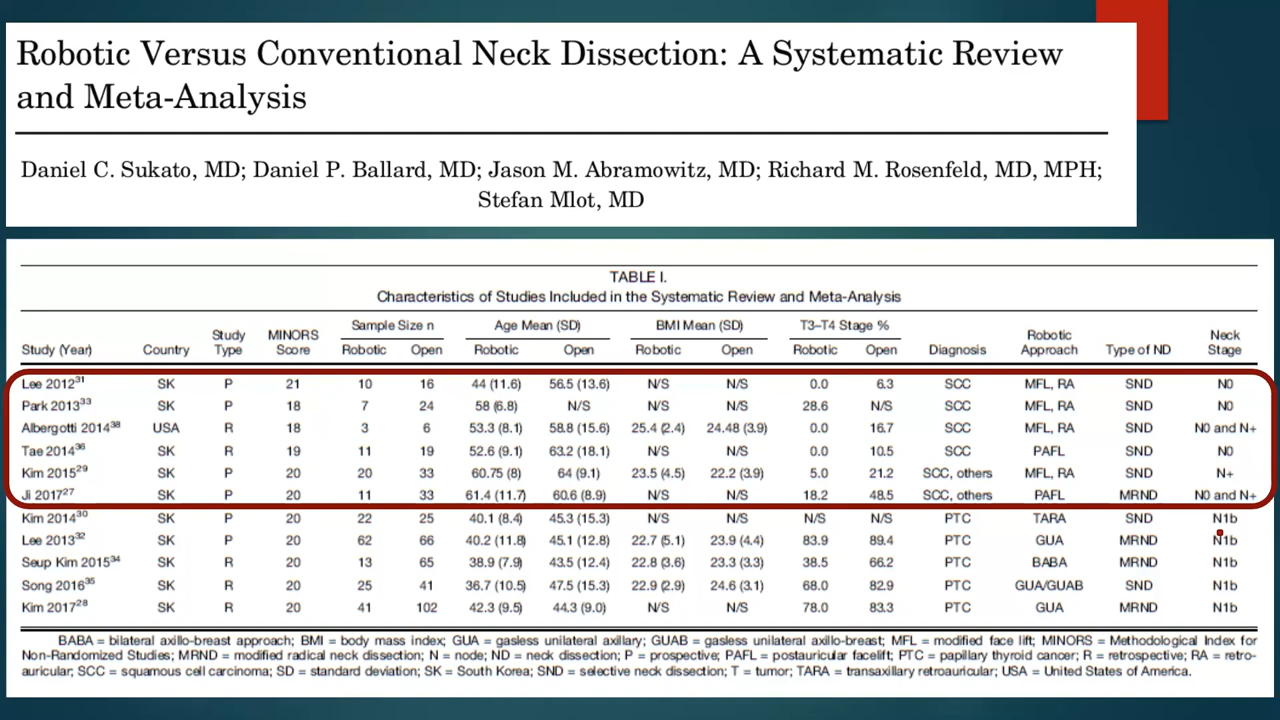 Robotic Versus Conventional Neck Dissection: A Systematic Review
and Meta-Analysis
Daniel C. Sukato, MD; Daniel P. Ballard, MD; Jason M. Abramowitz, MD; Richard M. Rosenfeld, MD, MPH;
Stefan Mlot, MD
TABLE I.
Characteristics of Studies Included in the Systematic Review and Meta-Analysis
Study (Year) Country Study Type MINORS Score Sample Size n Robotic Open Age Mean (SD) Robotic Open BMI Mean (SD) Robotic Open T3–T4 Stage % Robotic Open Diagnosis Robotic Approach Type of ND Neck Stage
Lee 2012³¹ SK P 21 10 16 44 (11.6) 56.5 (13.6) N/S N/S 0.0 6.3 SCC MFL, RA SND N0
Park 2013³³ SK P 18 7 24 58 (6.8) N/S N/S N/S 28.6 N/S SCC MFL, RA SND N0
Albergotti 2014³⁸ USA R 18 3 6 53.3 (8.1) 58.8 (15.6) 25.4 (2.4) 24.48 (3.9) 0.0 16.7 SCC MFL, RA SND N0 and N+
Tae 2014³⁶ SK R 19 11 19 52.6 (9.1) 63.2 (18.1) N/S N/S 0.0 10.5 SCC PAFL SND N0
Kim 2015²⁹ SK P 20 20 33 60.75 (8) 64 (9.1) 23.5 (4.5) 22.2 (3.9) 5.0 21.2 SCC, others MFL, RA SND N+
Ji 2017²⁷ SK P 20 11 33 61.4 (11.7) 60.6 (8.9) N/S N/S 18.2 48.5 SCC, others PAFL MRND N0 and N+
Kim 2014³⁰ SK P 20 22 25 40.1 (8.4) 45.3 (15.3) N/S N/S N/S N/S PTC TARA SND N1b
Lee 2013³² SK P 20 62 66 40.2 (11.8) 45.1 (12.8) 22.7 (5.1) 23.9 (4.4) 83.9 89.4 PTC GUA MRND N1b
Seup Kim 2015³⁴ SK R 20 13 65 38.9 (7.9) 43.5 (12.4) 22.8 (3.6) 23.3 (3.3) 38.5 66.2 PTC BABA MRND N1b
Song 2016³⁵ SK R 20 25 41 36.7 (10.5) 47.5 (15.3) 22.9 (2.9) 24.6 (3.1) 68.0 82.9 PTC GUA/GUAB SND N1b
Kim 2017²⁸ SK R 20 41 102 42.3 (9.5) 44.3 (9.0) N/S N/S 78.0 83.3 PTC GUA MRND N1b
BABA = bilateral axillo-breast approach; BMI = body mass index; GUA = gasless unilateral axillary; GUAB = gasless unilateral axillo-breast; MFL = modified face lift; MINORS = Methodological Index for
Non-Randomized Studies; MRND = modified radical neck dissection; N = node; ND = neck dissection; P = prospective; PAFL = postauricular facelift; PTC = papillary thyroid cancer; R = retrospective; RA = retro-
auricular; SCC = squamous cell carcinoma; SD = standard deviation; SK = South Korea; SND = selective neck dissection; T = tumor; TARA = transaxillary retroauricular; USA = United States of America.